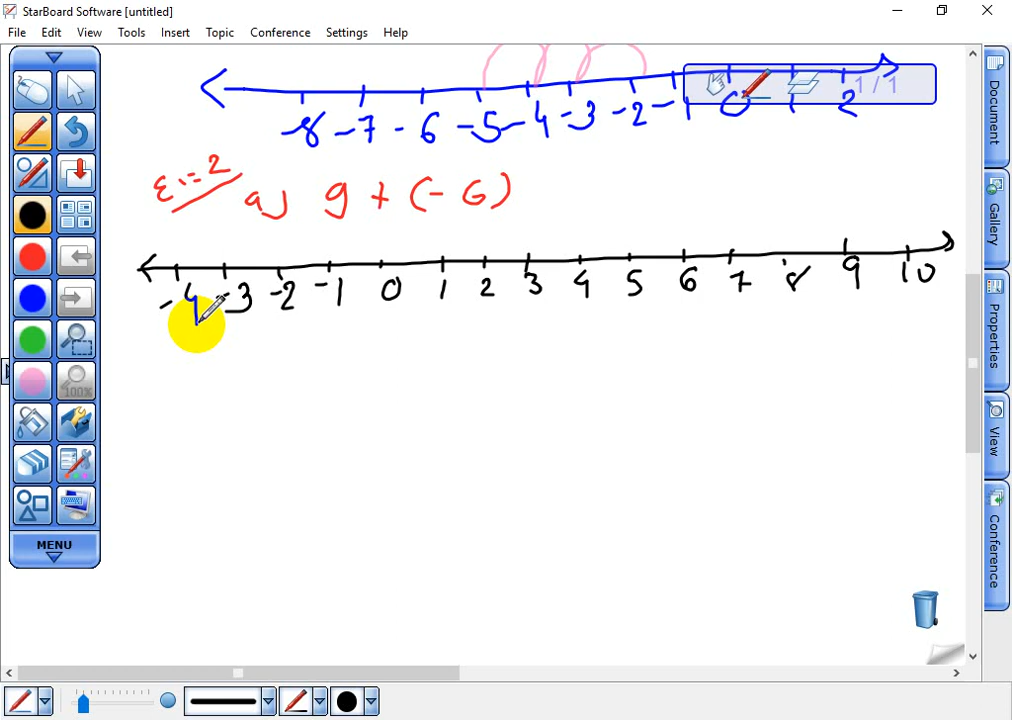 StarBoard Software [untitled]
File Edit View Tools Insert Topic Conference Settings Help
1 / 1
-8 -7 -6 -5 -4 -3 -2 -1 0 1 2
a) 9 + (-6)
-4 -3 -2 -1 0 1 2 3 4 5 6 7 8 9 10
100%
MENU
Document
Gallery
Properties
View
Conference